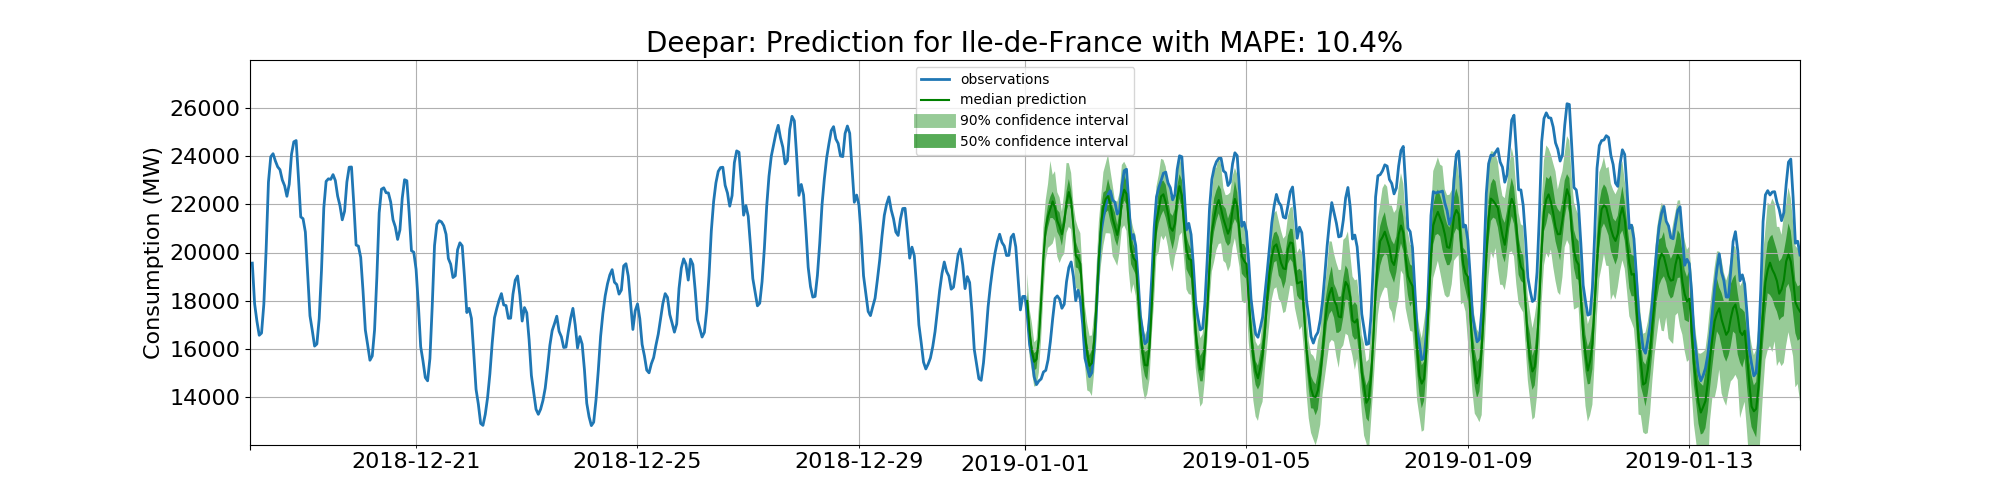 Deepar: Prediction for Ile-de-France with MAPE: 10.4%
observations
median prediction
90% confidence interval
50% confidence interval
Consumption (MW)
26000
24000
22000
20000
18000
16000
14000
2018-12-21
2018-12-25
2018-12-29
2019-01-01
2019-01-05
2019-01-09
2019-01-13